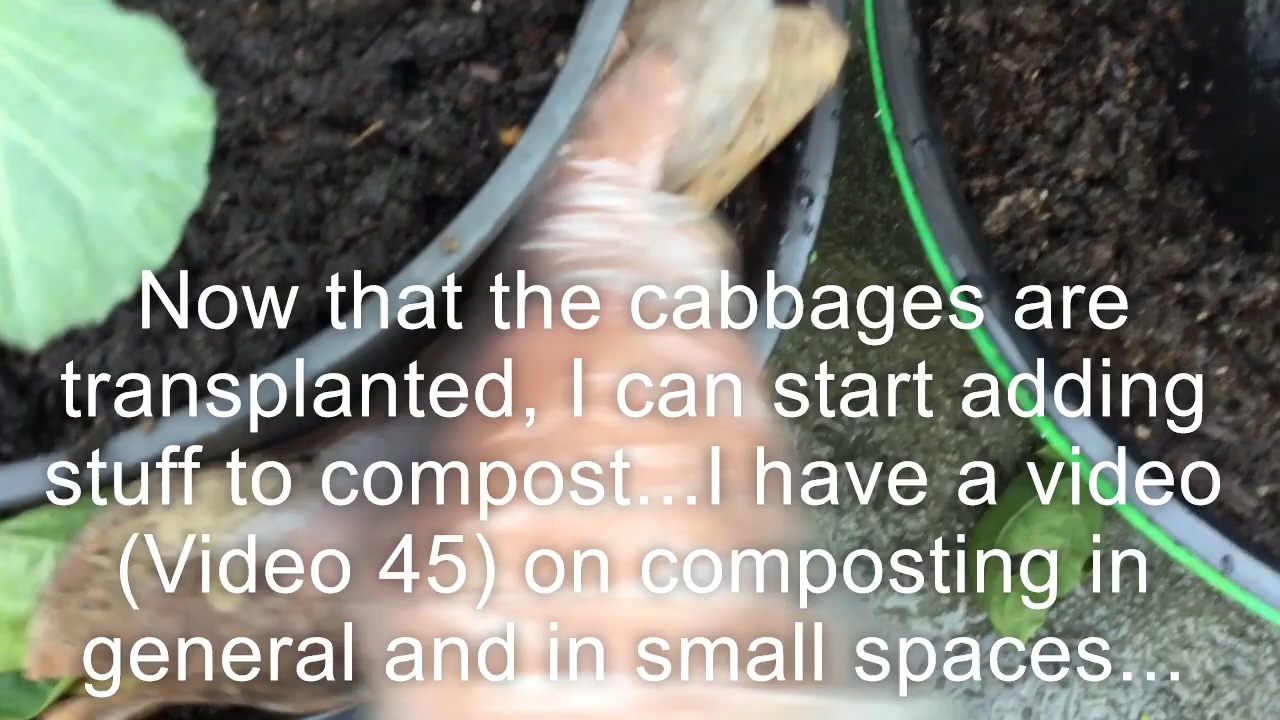 Now that the cabbages are
transplanted, I can start adding
stuff to compost...I have a video
(Video 45) on composting in
general and in small spaces...